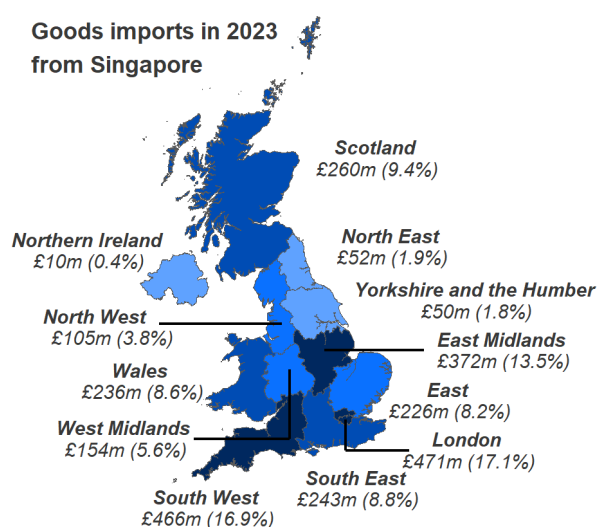 Goods imports in 2023
from Singapore
Scotland
£260m (9.4%)
Northern Ireland
£10m (0.4%)
North East
£52m (1.9%)
Yorkshire and the Humber
£50m (1.8%)
North West
£105m (3.8%)
East Midlands
£372m (13.5%)
Wales
£236m (8.6%)
East
£226m (8.2%)
West Midlands
£154m (5.6%)
London
£471m (17.1%)
South East
£243m (8.8%)
South West
£466m (16.9%)